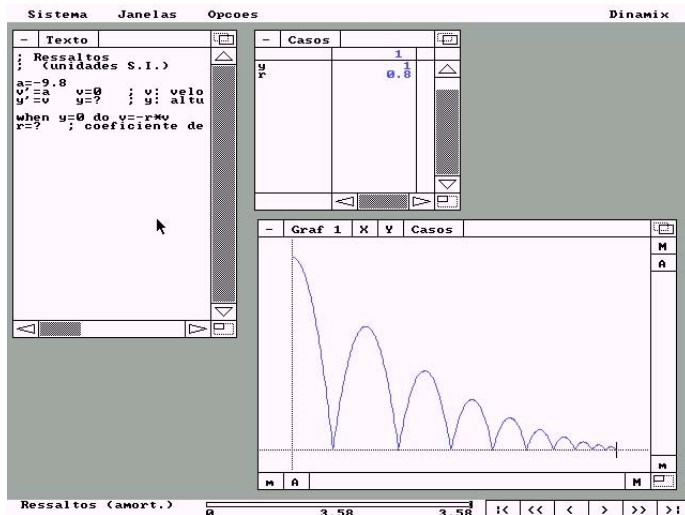 Sistema Janelas Opcoes Dinamix
- Texto
; Ressaltos
; (unidades S.I.)
a=-9.8
v'=a v=0 ; v: velo
y'=v y=? ; y: altu
when y=0 do v=-r*v
r=? ; coeficiente de
- Casos
1
y 1
r 0.8
- Graf 1 X Y Casos
M
A
m
m A M
Ressaltos (amort.) 0 3.58 3.58 |< << < > >> >|